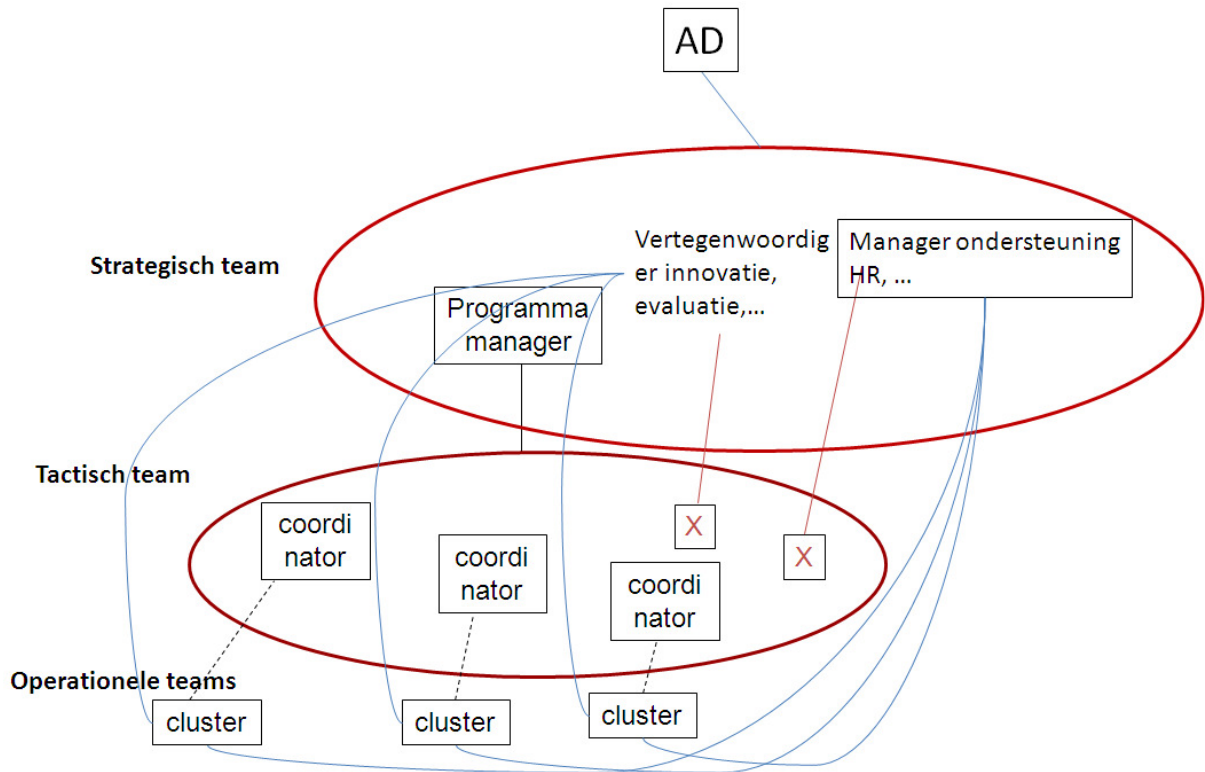 AD
Strategisch team
Vertegenwoordig
er innovatie,
evaluatie,...
Manager ondersteuning
HR, ...
Programma
manager
Tactisch team
coordi
nator
coordi
nator
coordi
nator
X
X
Operationele teams
cluster
cluster
cluster